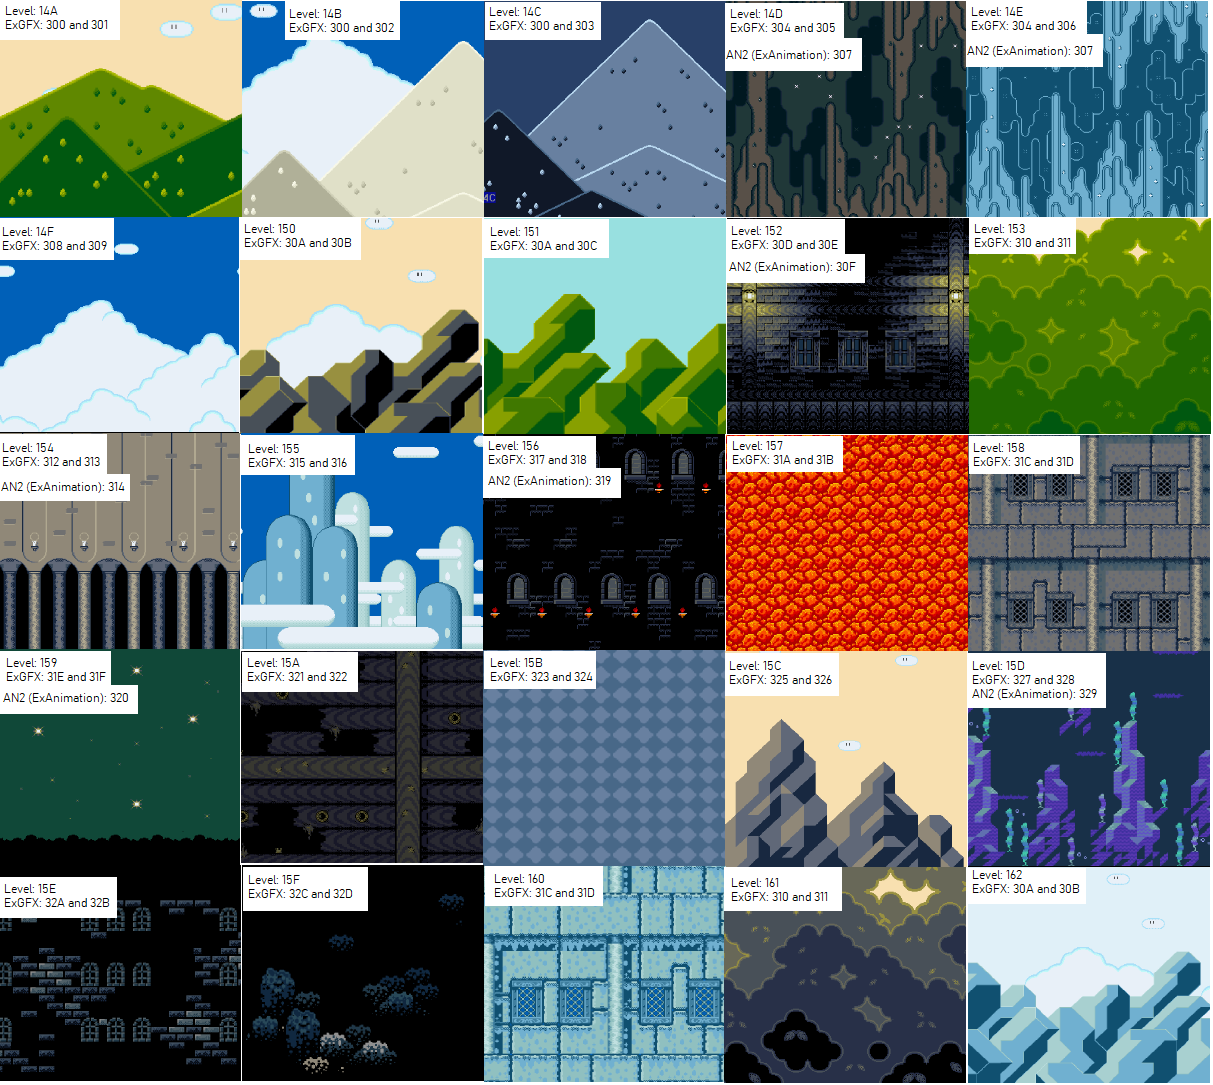 Level: 14A
ExGFX: 300 and 301
Level: 14B
ExGFX: 300 and 302
Level: 14C
ExGFX: 300 and 303
4C
Level: 14D
ExGFX: 304 and 305
AN2 (ExAnimation): 307
Level: 14E
ExGFX: 304 and 306
AN2 (ExAnimation): 307
Level: 14F
ExGFX: 308 and 309
Level: 150
ExGFX: 30A and 30B
Level: 151
ExGFX: 30A and 30C
Level: 152
ExGFX: 30D and 30E
AN2 (ExAnimation): 30F
Level: 153
ExGFX: 310 and 311
Level: 154
ExGFX: 312 and 313
AN2 (ExAnimation): 314
Level: 155
ExGFX: 315 and 316
Level: 156
ExGFX: 317 and 318
AN2 (ExAnimation): 319
Level: 157
ExGFX: 31A and 31B
Level: 158
ExGFX: 31C and 31D
Level: 159
ExGFX: 31E and 31F
AN2 (ExAnimation): 320
Level: 15A
ExGFX: 321 and 322
Level: 15B
ExGFX: 323 and 324
Level: 15C
ExGFX: 325 and 326
Level: 15D
ExGFX: 327 and 328
AN2 (ExAnimation): 329
Level: 15E
ExGFX: 32A and 32B
Level: 15F
ExGFX: 32C and 32D
Level: 160
ExGFX: 31C and 31D
Level: 161
ExGFX: 310 and 311
Level: 162
ExGFX: 30A and 30B